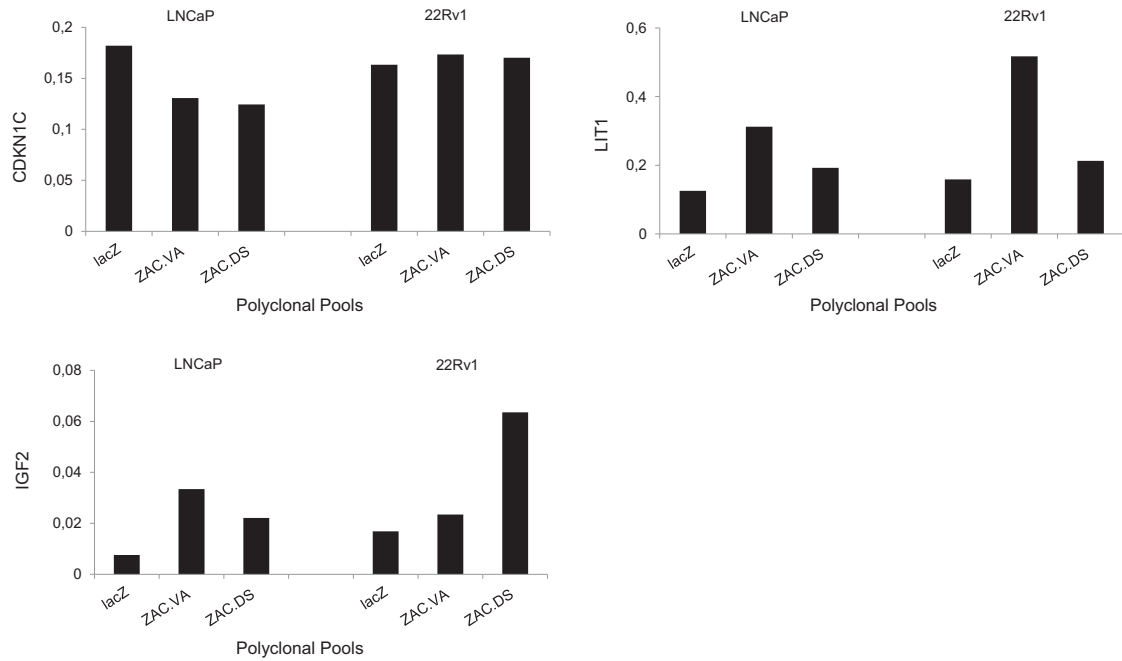 LNCaP
22Rv1
0,2
0,15
0,1
0,05
0
CDKN1C
lacZ
ZAC.VA
ZAC.DS
lacZ
ZAC.VA
ZAC.DS
Polyclonal Pools
LNCaP
22Rv1
0,6
0,4
0,2
0
LIT1
lacZ
ZAC.VA
ZAC.DS
lacZ
ZAC.VA
ZAC.DS
Polyclonal Pools
LNCaP
22Rv1
0,08
0,06
0,04
0,02
0
IGF2
lacZ
ZAC.VA
ZAC.DS
lacZ
ZAC.VA
ZAC.DS
Polyclonal Pools